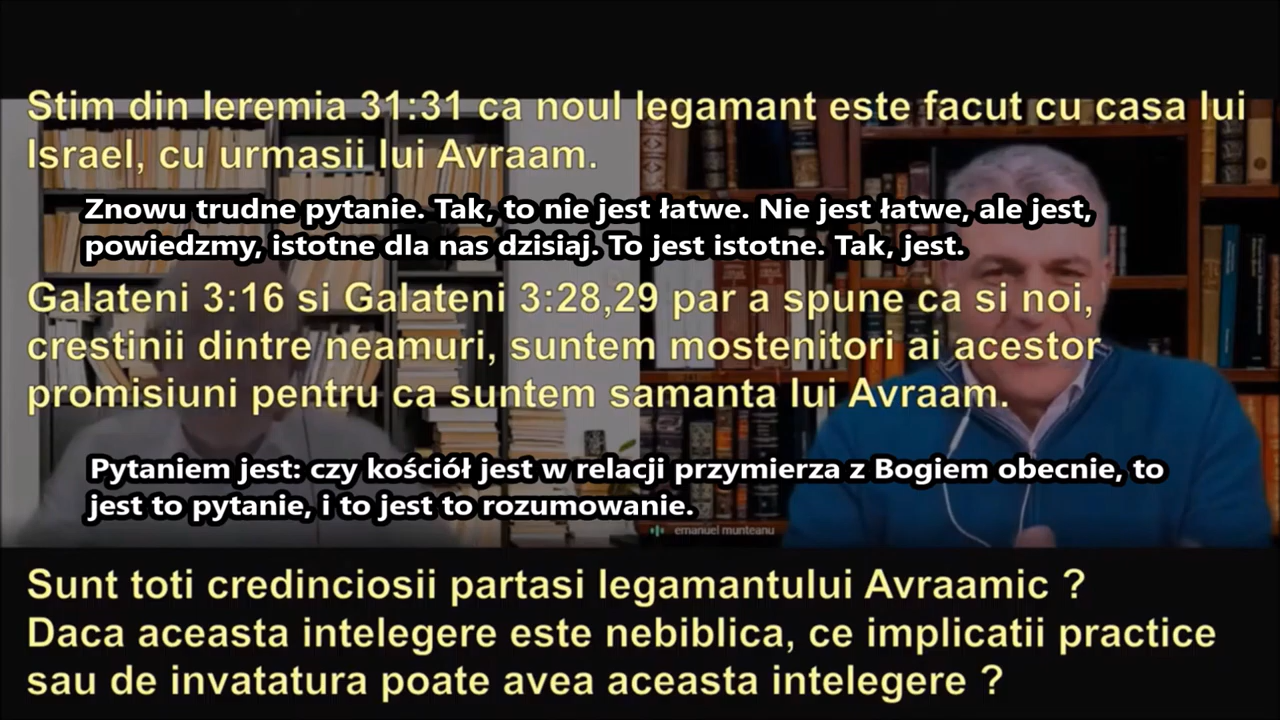 Stim din Ieremia 31:31 ca noul legamant este facut cu casa lui
Israel, cu urmasii lui Avraam.
Znowu trudne pytanie. Tak, to nie jest łatwe. Nie jest łatwe, ale jest,
powiedzmy, istotne dla nas dzisiaj. To jest istotne. Tak, jest.
Galateni 3:16 si Galateni 3:28,29 par a spune ca si noi,
crestinii dintre neamuri, suntem mostenitori ai acestor
promisiuni pentru ca suntem samanta lui Avraam.
Pytaniem jest: czy kościół jest w relacji przymierza z Bogiem obecnie, to
jest to pytanie, i to jest to rozumowanie.
emanuel munteanu
Sunt toti credinciosii partasi legamantului Avraamic ?
Daca aceasta intelegere este nebiblica, ce implicatii practice
sau de invatatura poate avea aceasta intelegere ?